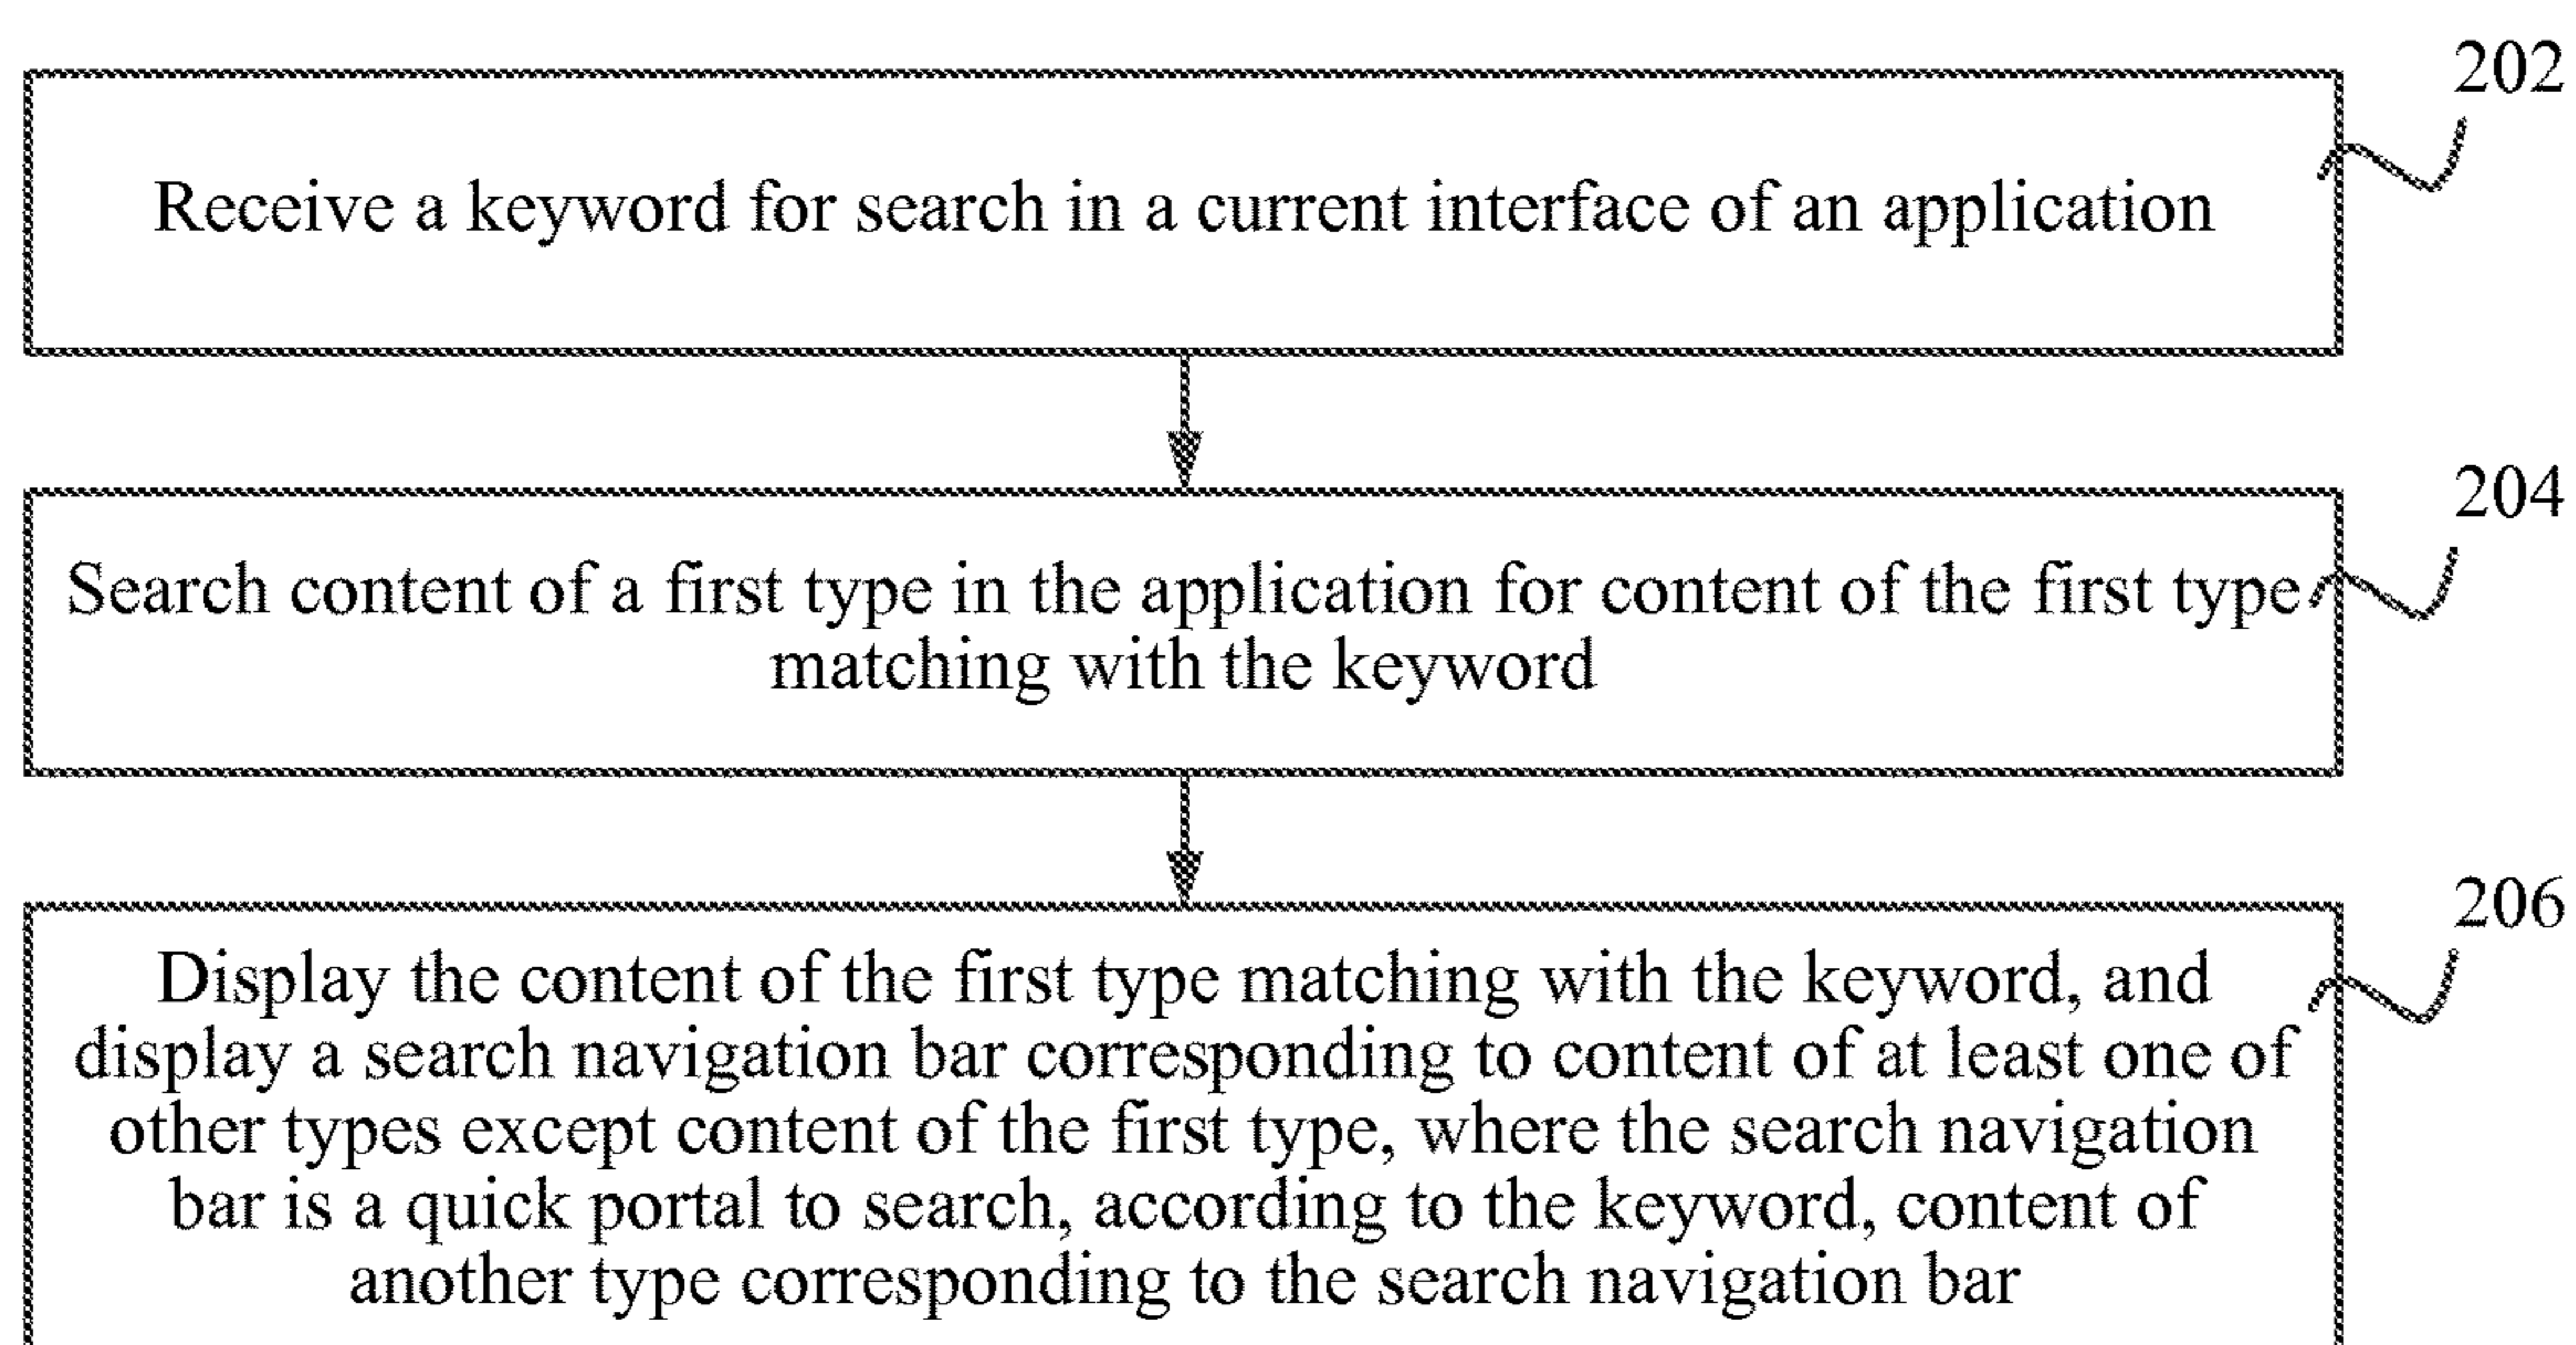 202
Receive a keyword for search in a current interface of an application
204
Search content of a first type in the application for content of the first type
matching with the keyword
206
Display the content of the first type matching with the keyword, and
display a search navigation bar corresponding to content of at least one of
other types except content of the first type, where the search navigation
bar is a quick portal to search, according to the keyword, content of
another type corresponding to the search navigation bar